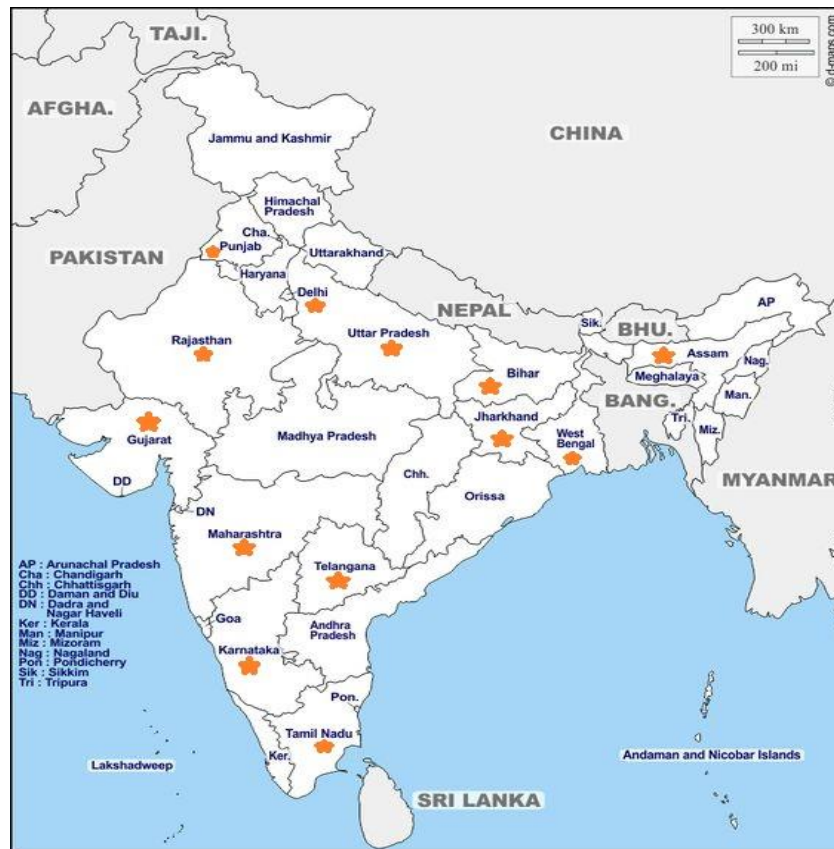 TAJI.
300 km
200 mi
© d-maps.com
AFGHA.
CHINA
Jammu and Kashmir
Himachal
Pradesh
Cha.
Punjab
PAKISTAN
Uttarakhand
Haryana
Delhi
NEPAL
AP
Sik.
BHU.
Rajasthan
Uttar Pradesh
Assam
Nag.
Bihar
Meghalaya
BANG.
Man.
Jharkhand
Tri.
Miz.
Gujarat
Madhya Pradesh
West
Bengal
Chh.
MYANMAR
DD
Orissa
DN
Maharashtra
Telangana
AP : Arunachal Pradesh
Cha : Chandigarh
Chh : Chhattisgarh
DD : Daman and Diu
DN : Dadra and
Nagar Haveli
Ker : Kerala
Man : Manipur
Miz : Mizoram
Nag : Nagaland
Pon : Pondicherry
Sik : Sikkim
Tri : Tripura
Goa
Andhra
Pradesh
Karnataka
Pon.
Tamil Nadu
Ker.
Lakshadweep
Andaman and Nicobar Islands
SRI LANKA